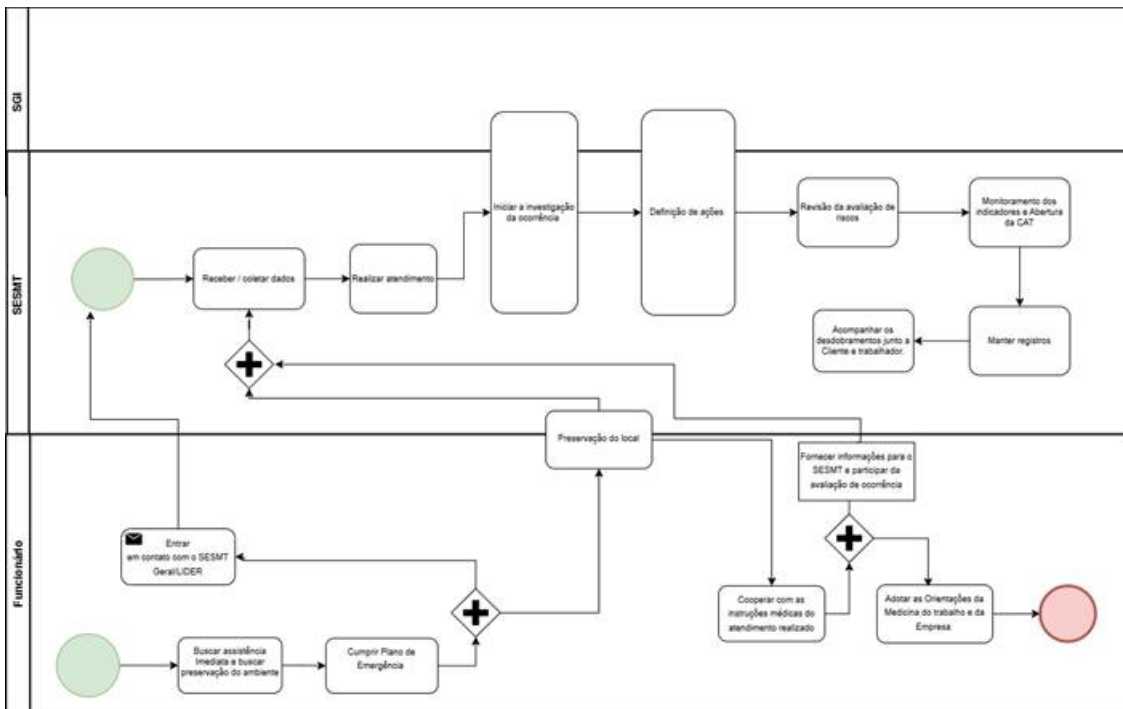 SGI
SESMT
Iniciar a investigação
da ocorrência
Definição de ações
Revisão da avaliação de
riscos
Monitoramento dos
indicadores e Abertura
da CAT
Receber / coletar dados
Realizar atendimento
Acompanhar os
desdobramentos junto a
Cliente e trabalhador.
Manter registros
Funcionário
Preservação do local
Fornecer informações para o
SESMT e participar da
avaliação de ocorrência
Entrar
em contato com o SESMT
Geral/LIDER
Cooperar com as
instruções médicas do
atendimento realizado
Adotar as Orientações da
Medicina do trabalho e da
Empresa
Buscar assistência
Imediata e buscar
preservação do ambiente
Cumprir Plano de
Emergência